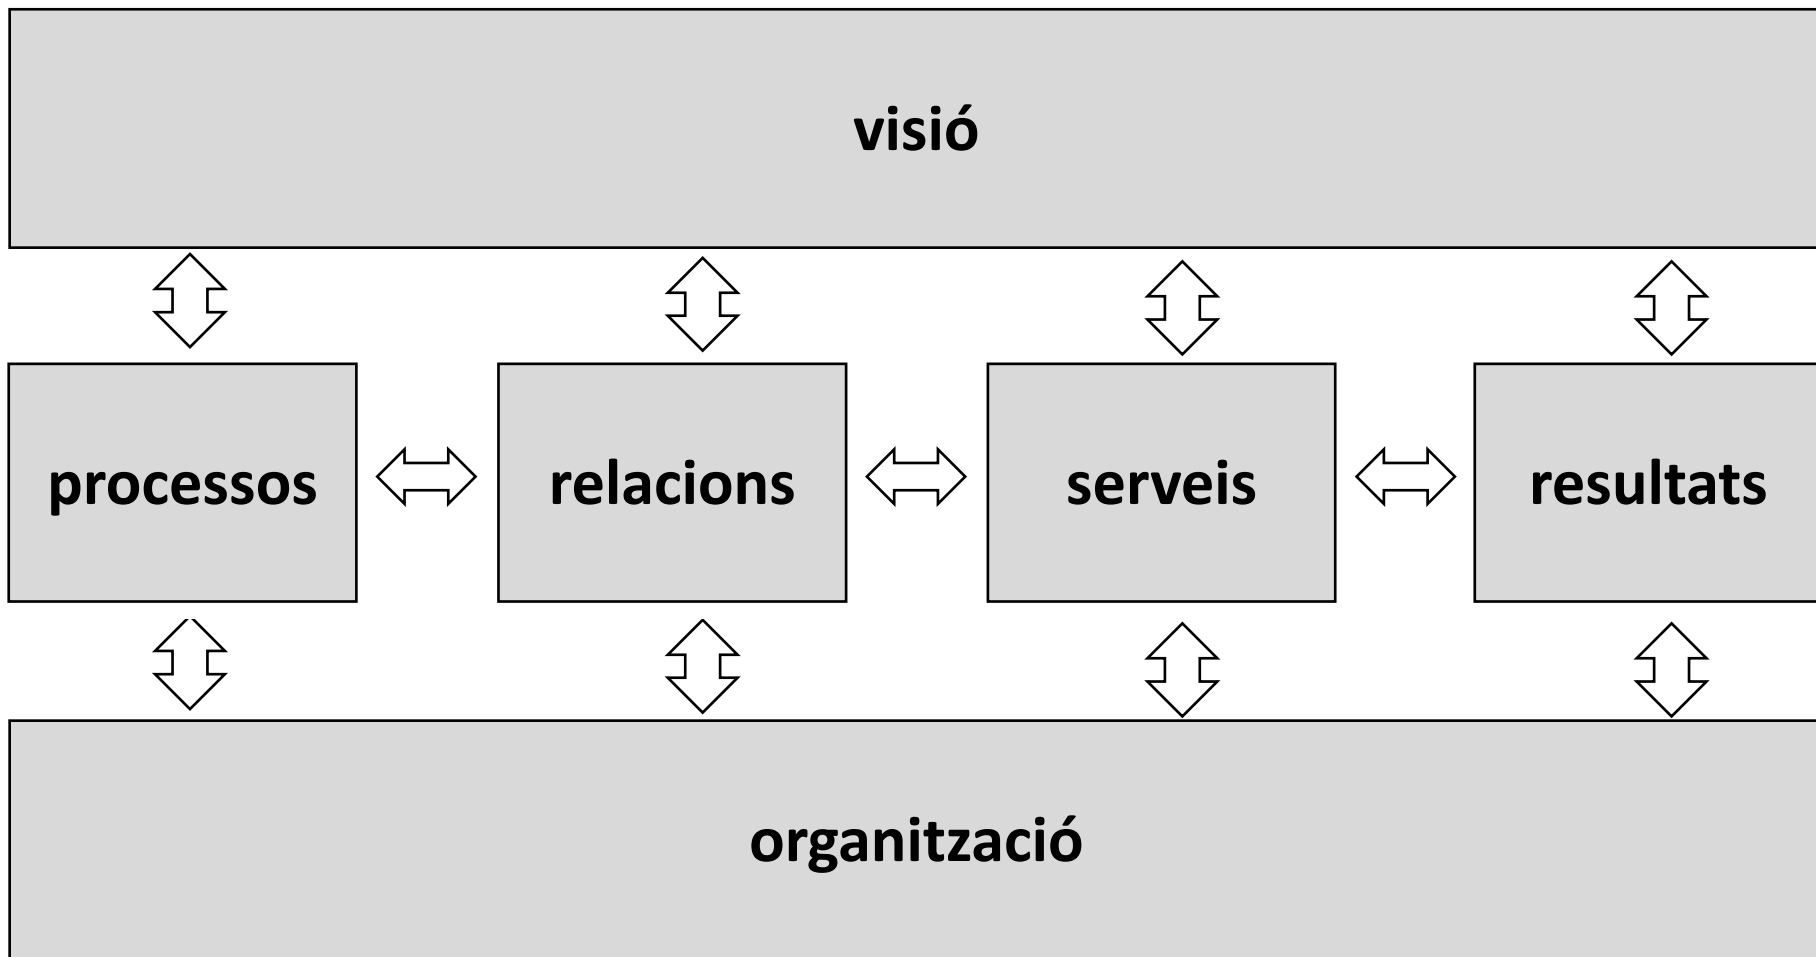 visió
processos
relacions
serveis
resultats
organització